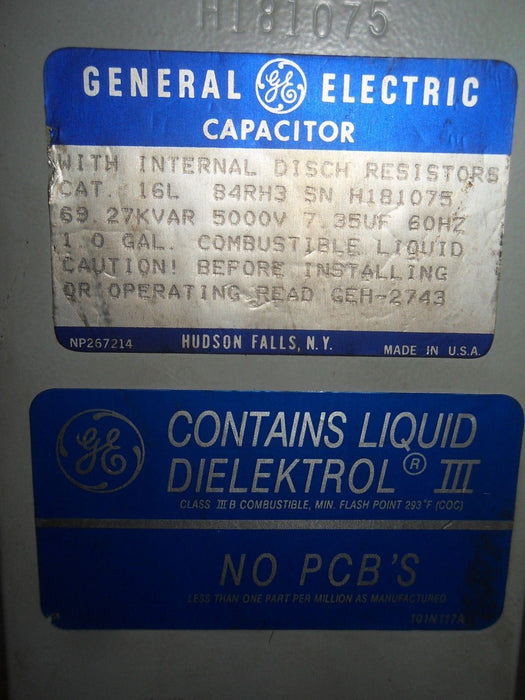 H181075
GENERAL GE ELECTRIC
CAPACITOR
WITH INTERNAL DISCH RESISTORS
CAT. 16L 84RH3 SN H181075
69.27KVAR 5000V 7.35UF 60HZ
1.0 GAL. COMBUSTIBLE LIQUID
CAUTION! BEFORE INSTALLING
OR OPERATING READ GEH-2743
NP267214 HUDSON FALLS, N.Y. MADE IN U.S.A.
GE
CONTAINS LIQUID
DIELEKTROL® III
CLASS III B COMBUSTIBLE, MIN. FLASH POINT 293°F (COC)
NO PCB'S
LESS THAN ONE PART PER MILLION AS MANUFACTURED
101N117A